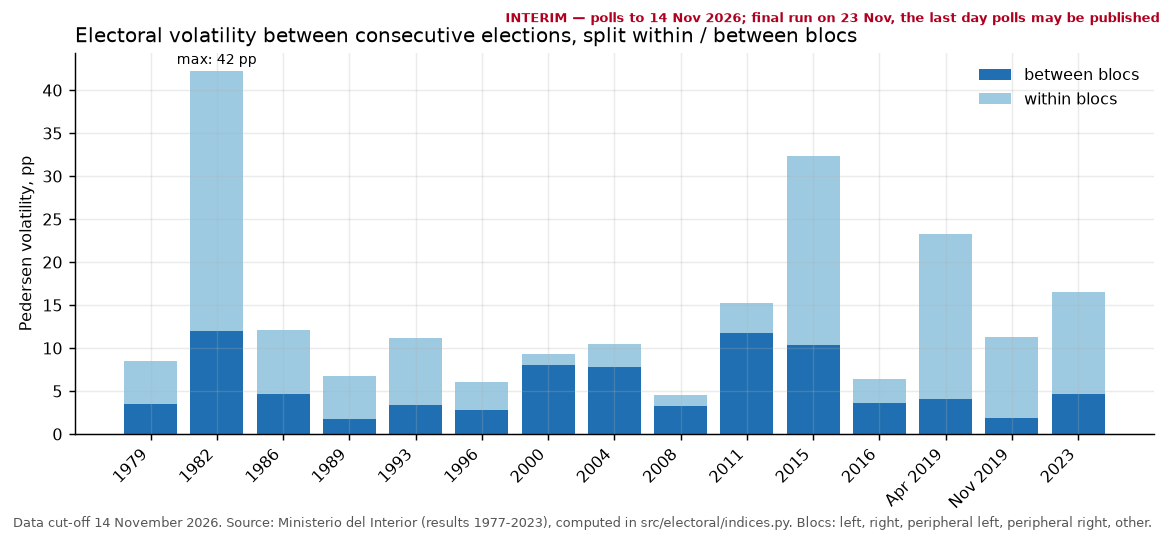 INTERIM — polls to 14 Nov 2026; final run on 23 Nov, the last day polls may be published
Electoral volatility between consecutive elections, split within / between blocs
max: 42 pp
between blocs
within blocs
Pedersen volatility, pp
40
35
30
25
20
15
10
5
0
1979
1982
1986
1989
1993
1996
2000
2004
2008
2011
2015
2016
Apr 2019
Nov 2019
2023
Data cut-off 14 November 2026. Source: Ministerio del Interior (results 1977-2023), computed in src/electoral/indices.py. Blocs: left, right, peripheral left, peripheral right, other.